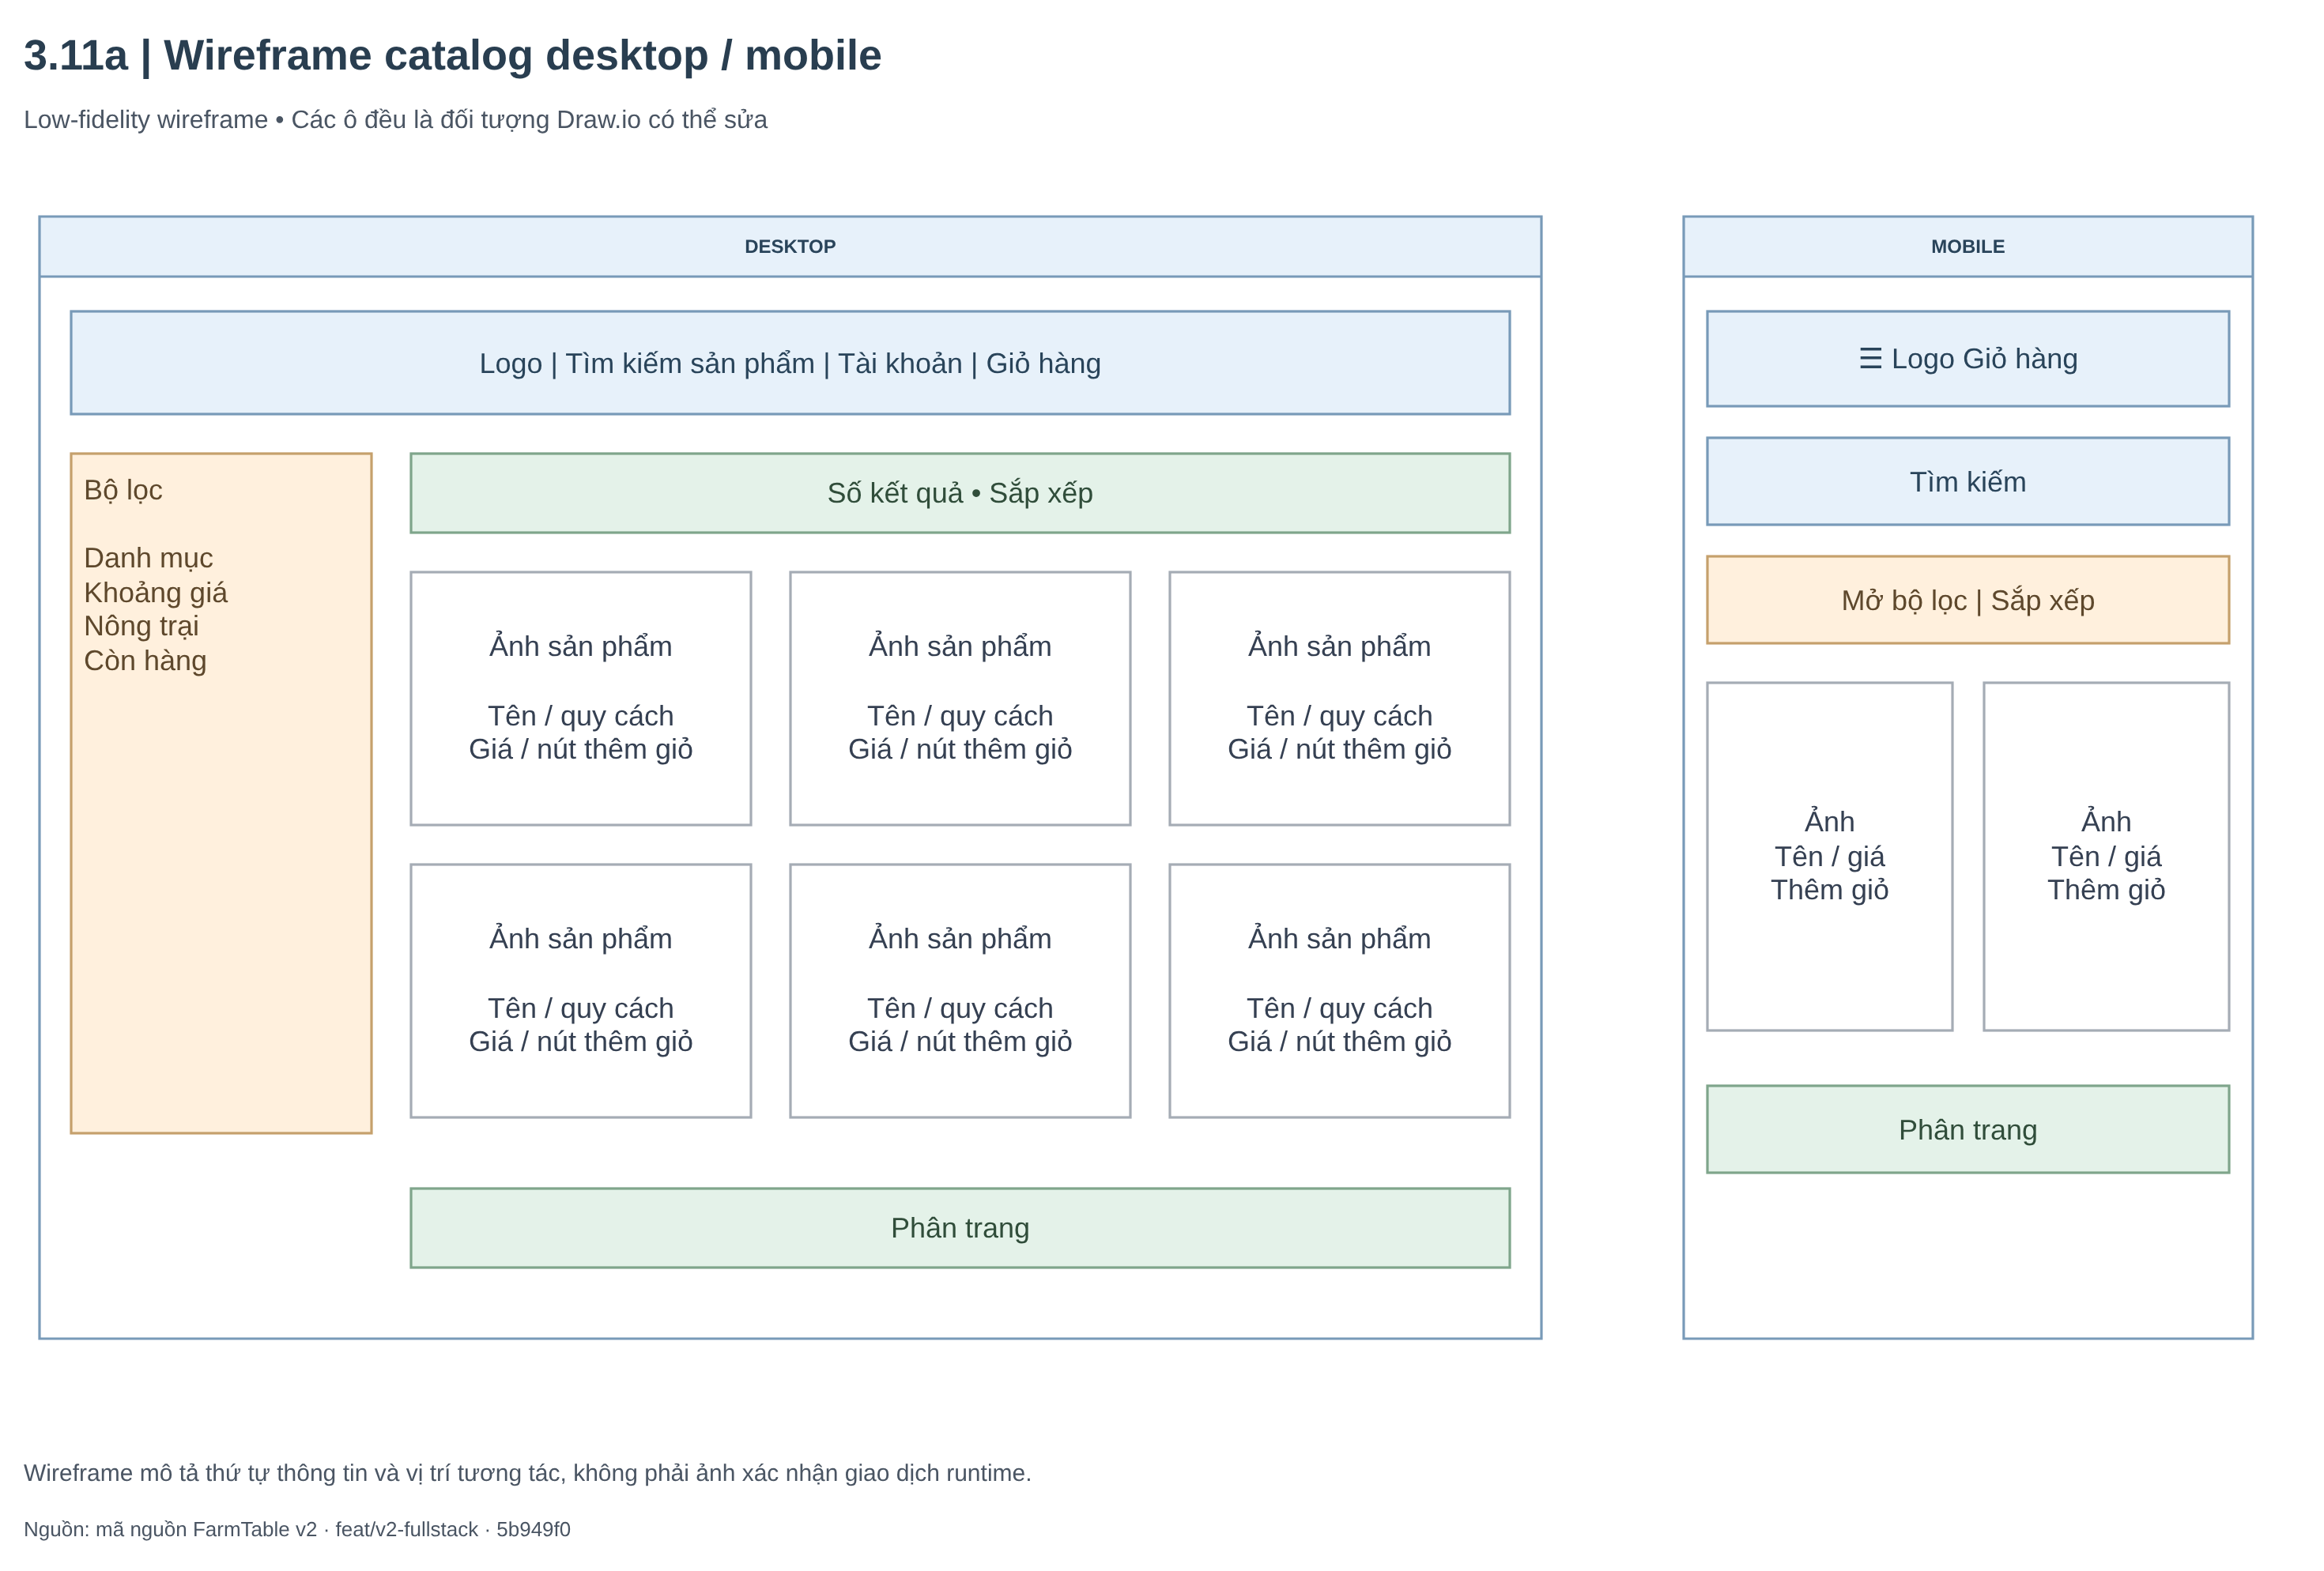 3.11a | Wireframe catalog desktop / mobile
Low-fidelity wireframe • Các ô đều là đối tượng Draw.io có thể sửa
DESKTOP
Logo | Tìm kiếm sản phẩm | Tài khoản | Giỏ hàng
Bộ lọc
Danh mục
Khoảng giá
Nông trại
Còn hàng
Số kết quả • Sắp xếp
Ảnh sản phẩm
Tên / quy cách
Giá / nút thêm giỏ
Ảnh sản phẩm
Tên / quy cách
Giá / nút thêm giỏ
Ảnh sản phẩm
Tên / quy cách
Giá / nút thêm giỏ
Ảnh sản phẩm
Tên / quy cách
Giá / nút thêm giỏ
Ảnh sản phẩm
Tên / quy cách
Giá / nút thêm giỏ
Ảnh sản phẩm
Tên / quy cách
Giá / nút thêm giỏ
Phân trang
MOBILE
☰ Logo Giỏ hàng
Tìm kiếm
Mở bộ lọc | Sắp xếp
Ảnh
Tên / giá
Thêm giỏ
Ảnh
Tên / giá
Thêm giỏ
Phân trang
Wireframe mô tả thứ tự thông tin và vị trí tương tác, không phải ảnh xác nhận giao dịch runtime.
Nguồn: mã nguồn FarmTable v2 · feat/v2-fullstack · 5b949f0